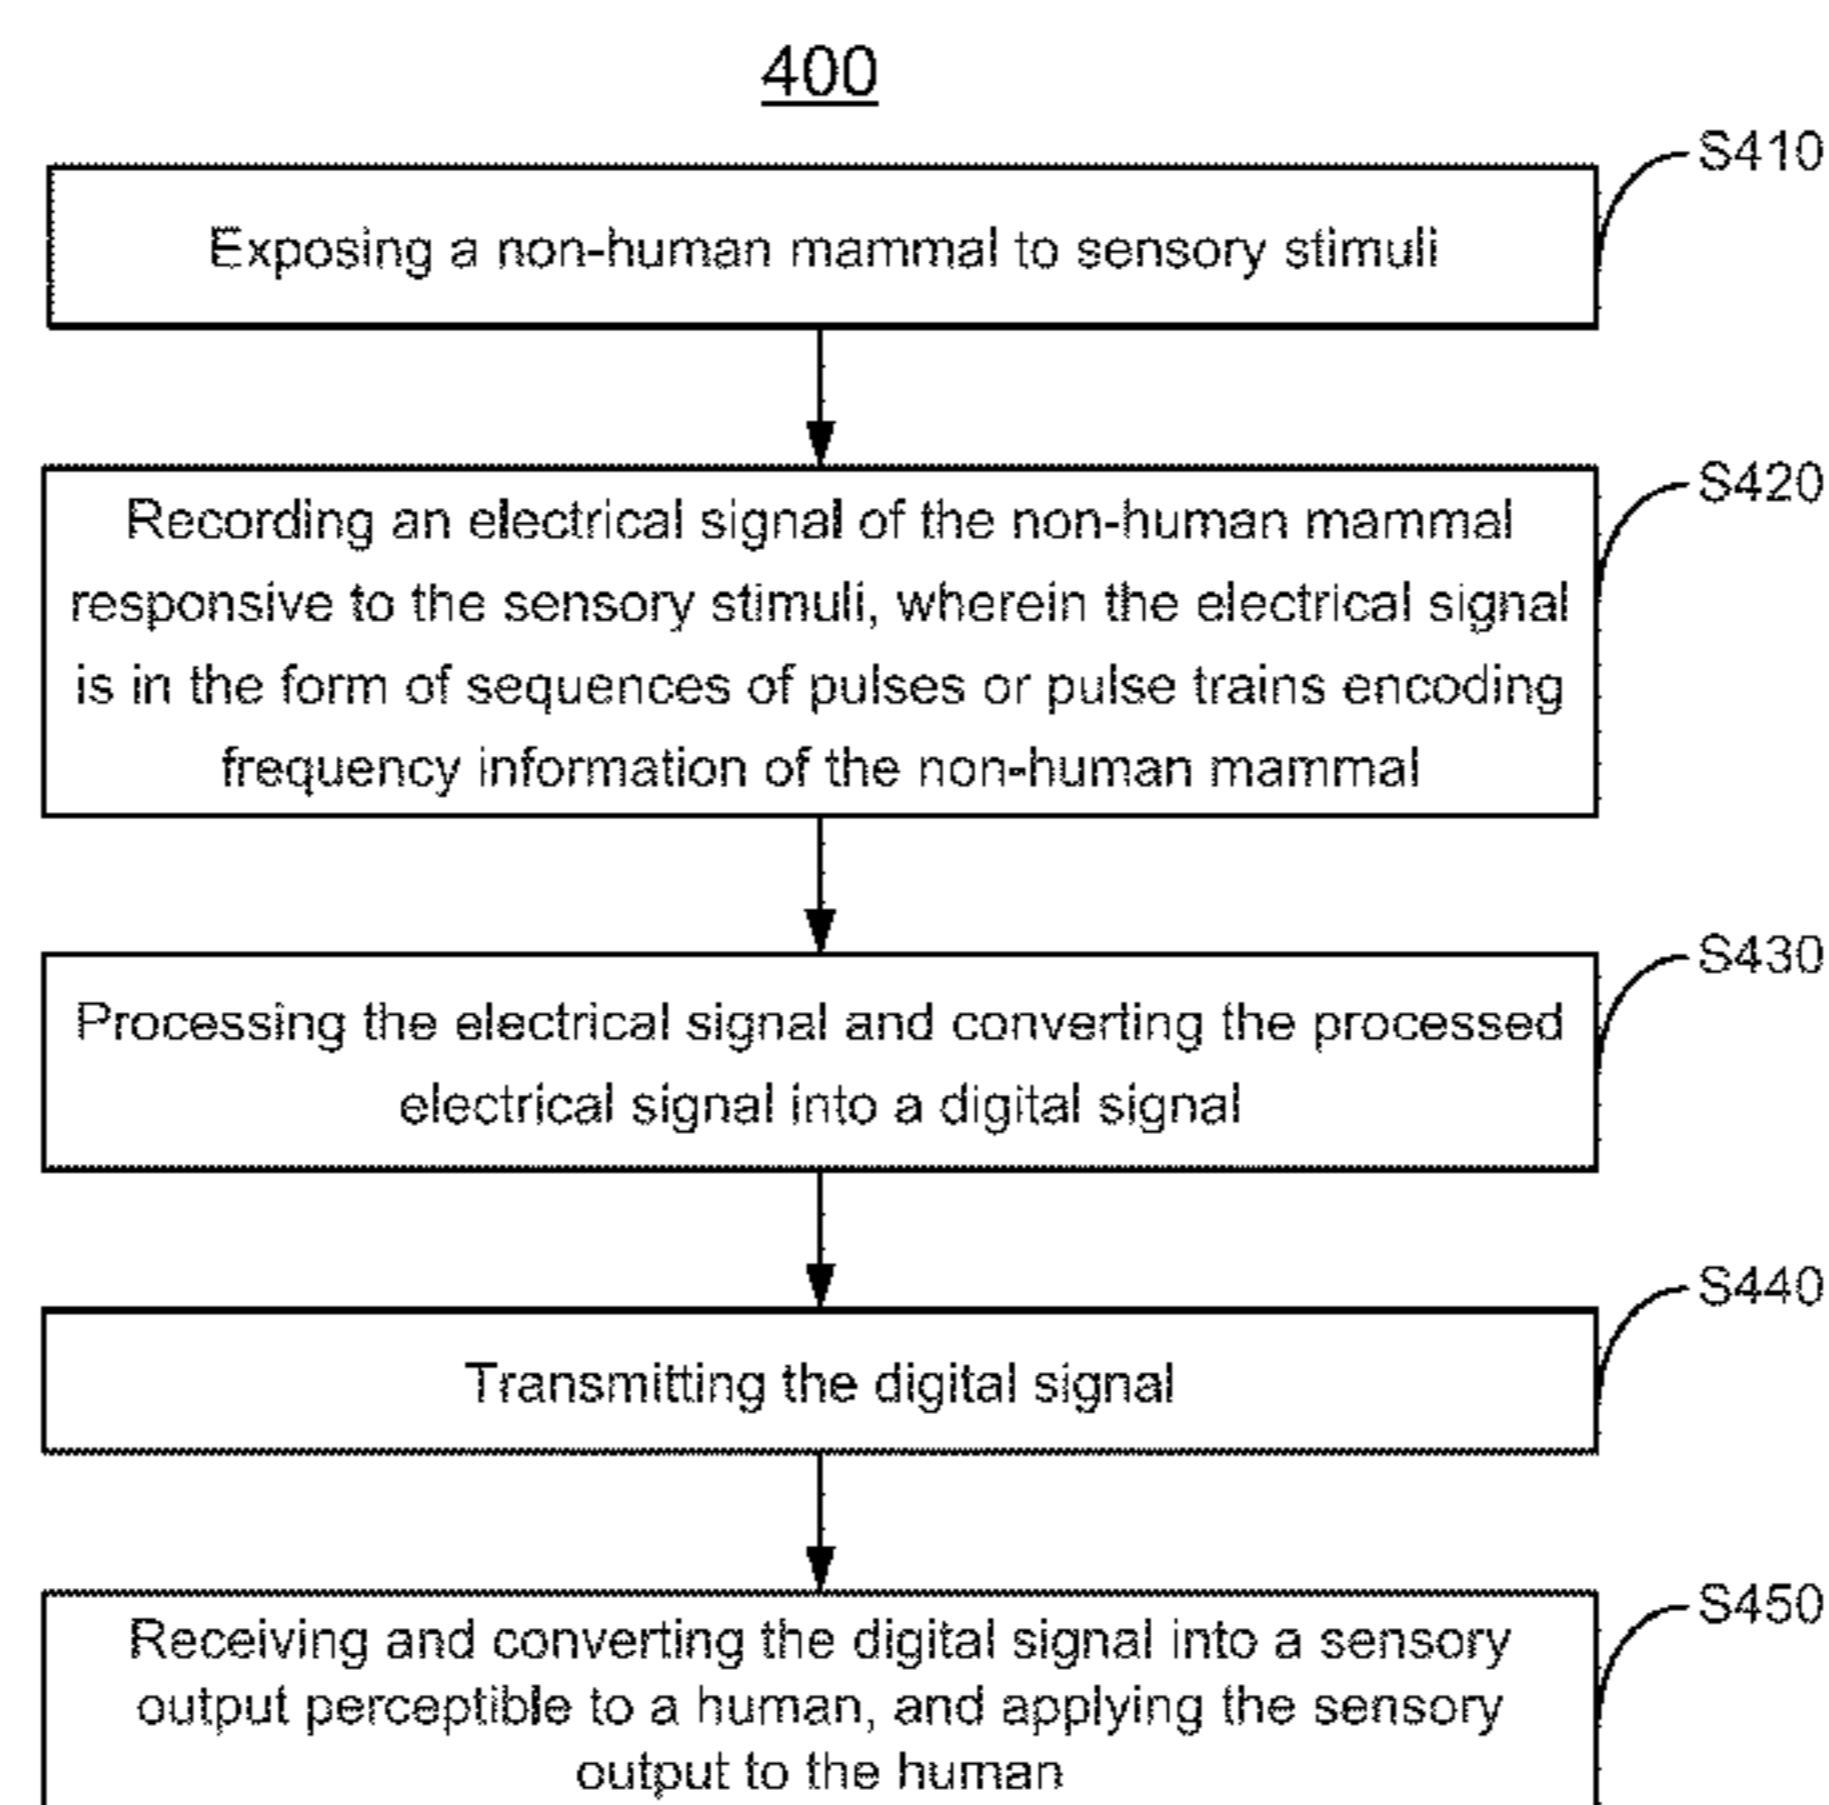 400
S410
Exposing a non-human mammal to sensory stimuli
S420
Recording an electrical signal of the non-human mammal
responsive to the sensory stimuli, wherein the electrical signal
is in the form of sequences of pulses or pulse trains encoding
frequency information of the non-human mammal
S430
Processing the electrical signal and converting the processed
electrical signal into a digital signal
S440
Transmitting the digital signal
S450
Receiving and converting the digital signal into a sensory
output perceptible to a human, and applying the sensory
output to the human